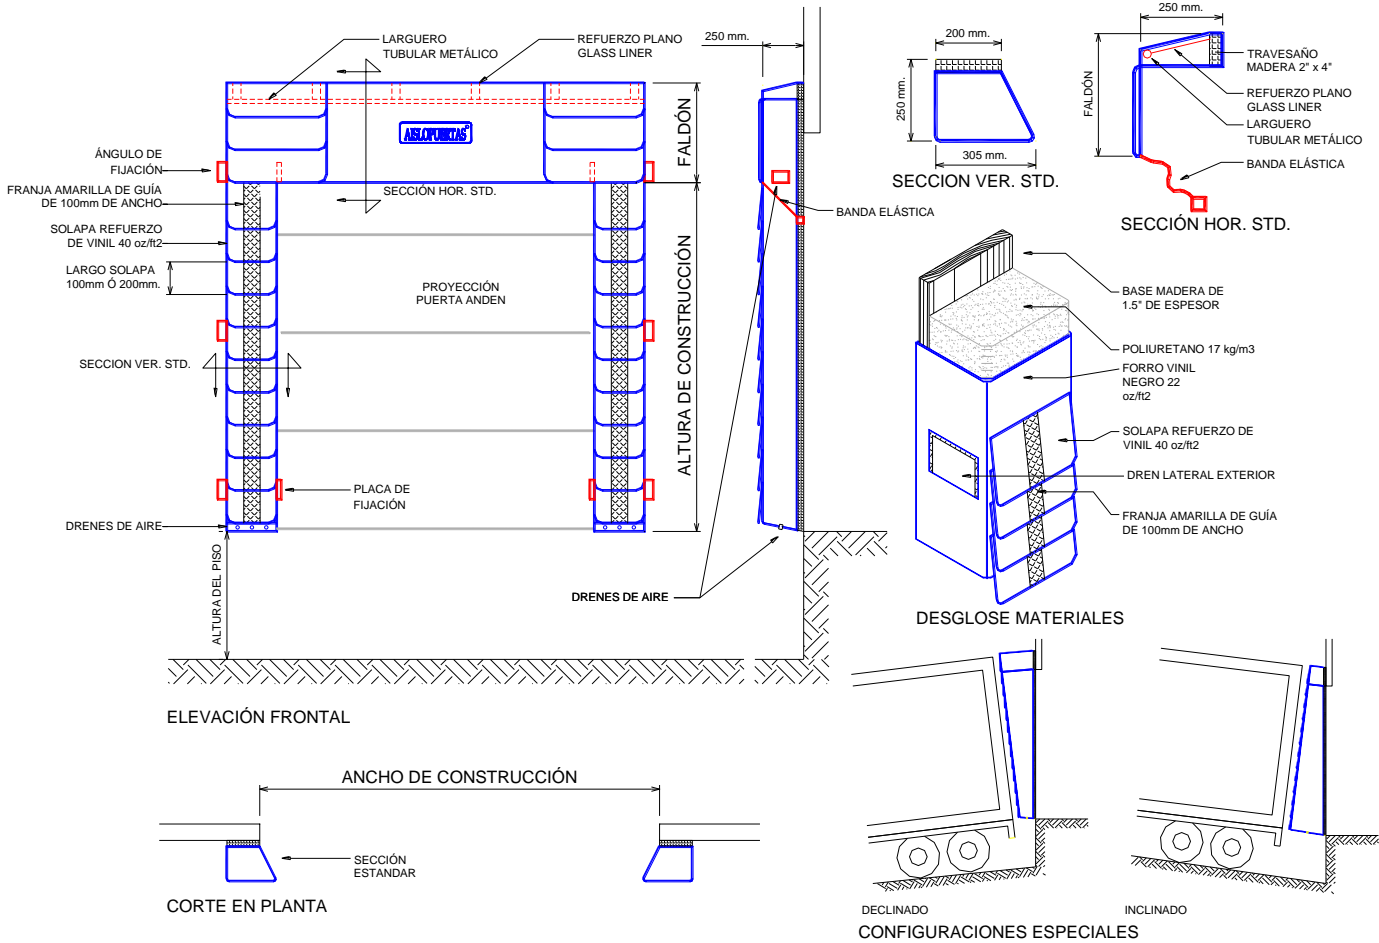 LARGUERO
TUBULAR METÁLICO
REFUERZO PLANO
GLASS LINER
AISLOPUERTAS
FALDÓN
ÁNGULO DE
FIJACIÓN
FRANJA AMARILLA DE GUÍA
DE 100mm DE ANCHO
SOLAPA REFUERZO
DE VINIL 40 oz/ft2
LARGO SOLAPA
100mm Ó 200mm.
SECCION VER. STD.
SECCIÓN HOR. STD.
PROYECCIÓN
PUERTA ANDEN
ALTURA DE CONSTRUCCIÓN
PLACA DE
FIJACIÓN
DRENES DE AIRE
ALTURA DEL PISO
ELEVACIÓN FRONTAL
250 mm.
BANDA ELÁSTICA
DRENES DE AIRE
200 mm.
250 mm.
305 mm.
SECCION VER. STD.
250 mm.
FALDÓN
TRAVESAÑO
MADERA 2" x 4"
REFUERZO PLANO
GLASS LINER
LARGUERO
TUBULAR METÁLICO
BANDA ELÁSTICA
SECCIÓN HOR. STD.
BASE MADERA DE
1.5" DE ESPESOR
POLIURETANO 17 kg/m3
FORRO VINIL
NEGRO 22
oz/ft2
SOLAPA REFUERZO DE
VINIL 40 oz/ft2
DREN LATERAL EXTERIOR
FRANJA AMARILLA DE GUÍA
DE 100mm DE ANCHO
DESGLOSE MATERIALES
ANCHO DE CONSTRUCCIÓN
SECCIÓN
ESTANDAR
CORTE EN PLANTA
DECLINADO
INCLINADO
CONFIGURACIONES ESPECIALES